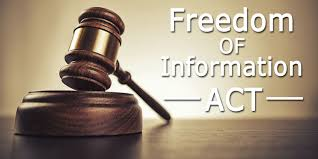 Freedom
OF
Information
ACT